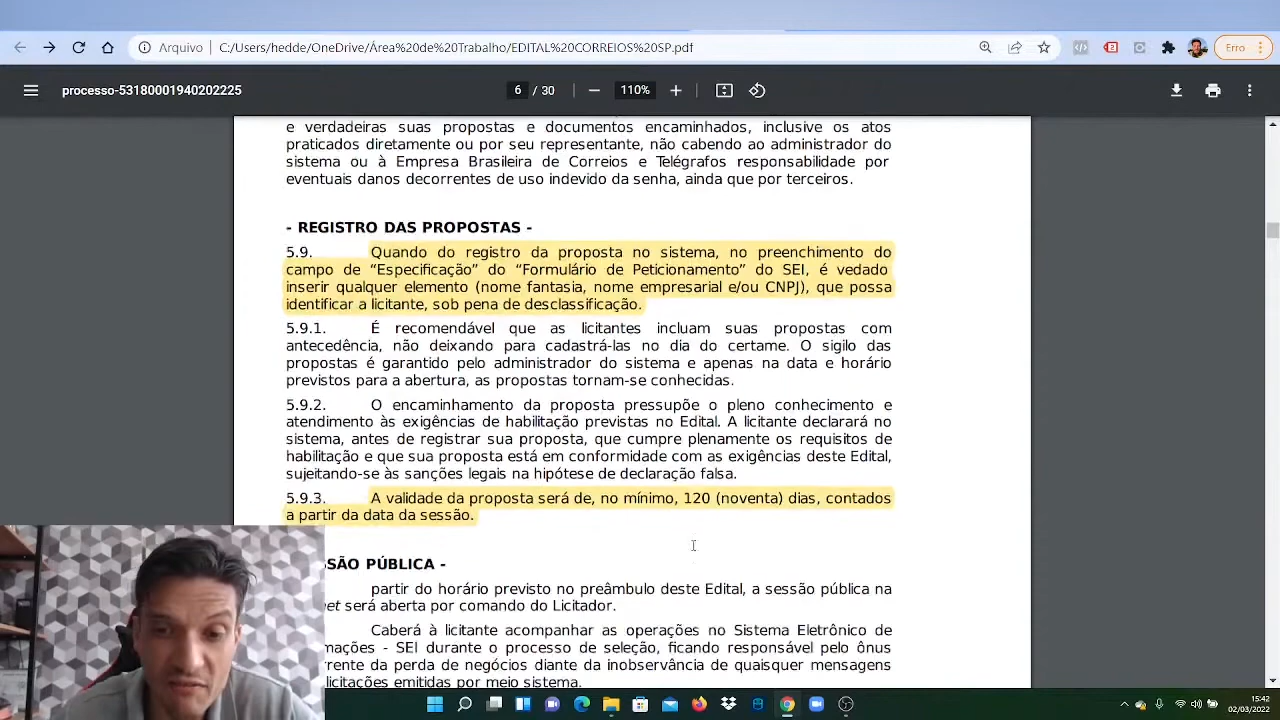 Arquivo | C:/Users/hedde/OneDrive/Área%20de%20Trabalho/EDITAL%20CORREIOS%20SP.pdf
Erro
processo-53180001940202225
6 / 30
110%
e verdadeiras suas propostas e documentos encaminhados, inclusive os atos
praticados diretamente ou por seu representante, não cabendo ao administrador do
sistema ou à Empresa Brasileira de Correios e Telégrafos responsabilidade por
eventuais danos decorrentes de uso indevido da senha, ainda que por terceiros.
- REGISTRO DAS PROPOSTAS -
5.9. Quando do registro da proposta no sistema, no preenchimento do
campo de “Especificação” do “Formulário de Peticionamento” do SEI, é vedado
inserir qualquer elemento (nome fantasia, nome empresarial e/ou CNPJ), que possa
identificar a licitante, sob pena de desclassificação.
5.9.1. É recomendável que as licitantes incluam suas propostas com
antecedência, não deixando para cadastrá-las no dia do certame. O sigilo das
propostas é garantido pelo administrador do sistema e apenas na data e horário
previstos para a abertura, as propostas tornam-se conhecidas.
5.9.2. O encaminhamento da proposta pressupõe o pleno conhecimento e
atendimento às exigências de habilitação previstas no Edital. A licitante declarará no
sistema, antes de registrar sua proposta, que cumpre plenamente os requisitos de
habilitação e que sua proposta está em conformidade com as exigências deste Edital,
sujeitando-se às sanções legais na hipótese de declaração falsa.
5.9.3. A validade da proposta será de, no mínimo, 120 (noventa) dias, contados
a partir da data da sessão.
SSÃO PÚBLICA -
partir do horário previsto no preâmbulo deste Edital, a sessão pública na
et será aberta por comando do Licitador.
Caberá à licitante acompanhar as operações no Sistema Eletrônico de
mações - SEI durante o processo de seleção, ficando responsável pelo ônus
rrente da perda de negócios diante da inobservância de quaisquer mensagens
licitações emitidas por meio sistema.
15:42
02/03/2022